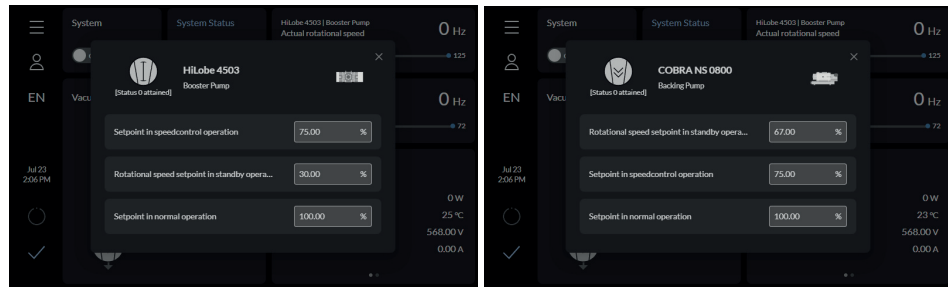 System
System Status
HiLobe 4503 | Booster Pump
Actual rotational speed
0 Hz
125
HiLobe 4503
Booster Pump
[Status 0 attained]
EN
Vacu
0 Hz
72
Setpoint in speedcontrol operation
75.00 %
Jul 23
2:06 PM
Rotational speed setpoint in standby opera...
30.00 %
0 W
Setpoint in normal operation
100.00 %
25 °C
568.00 V
0.00 A
System
System Status
HiLobe 4503 | Booster Pump
Actual rotational speed
0 Hz
125
COBRA NS 0800
Backing Pump
[Status 0 attained]
EN
Vacu
0 Hz
72
Rotational speed setpoint in standby opera...
67.00 %
Jul 23
2:06 PM
Setpoint in speedcontrol operation
75.00 %
0 W
Setpoint in normal operation
100.00 %
23 °C
568.00 V
0.00 A